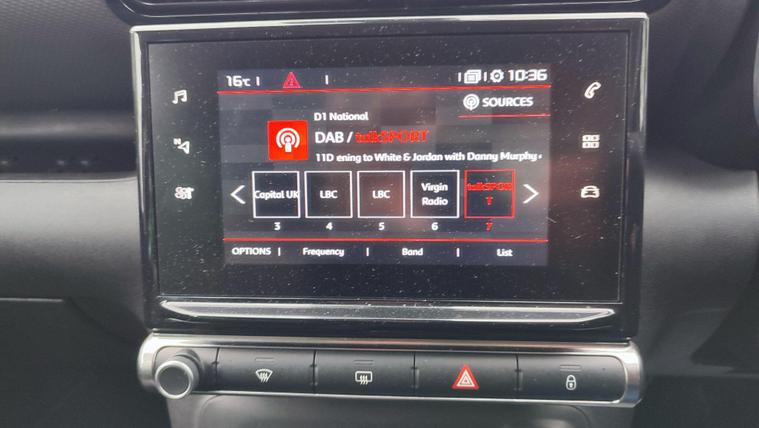 16°C 10:36
SOURCES
D1 National
DAB / talkSPORT
11D ening to White & Jordan with Danny Murphy
Capital UK LBC LBC Virgin Radio talkSPORT
3 4 5 6 7
OPTIONS Frequency Band List